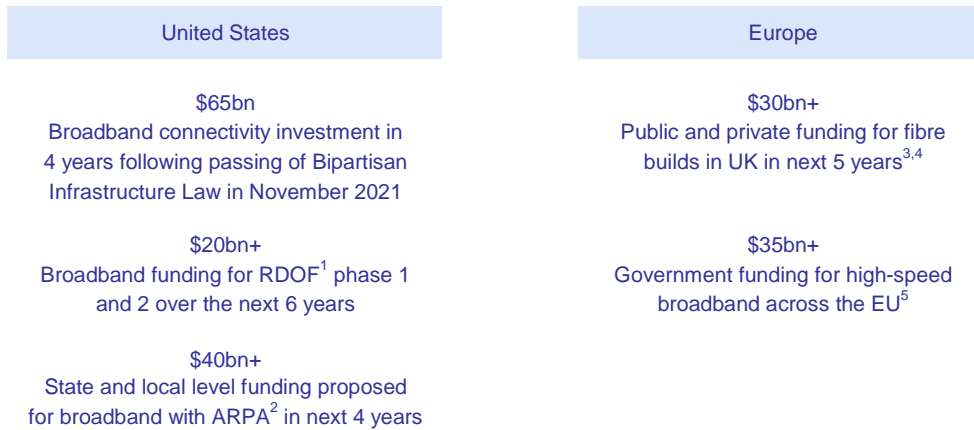 United States
$65bn
Broadband connectivity investment in
4 years following passing of Bipartisan
Infrastructure Law in November 2021
$20bn+
Broadband funding for RDOF1 phase 1
and 2 over the next 6 years
$40bn+
State and local level funding proposed
for broadband with ARPA2 in next 4 years
Europe
$30bn+
Public and private funding for fibre
builds in UK in next 5 years3,4
$35bn+
Government funding for high-speed
broadband across the EU5